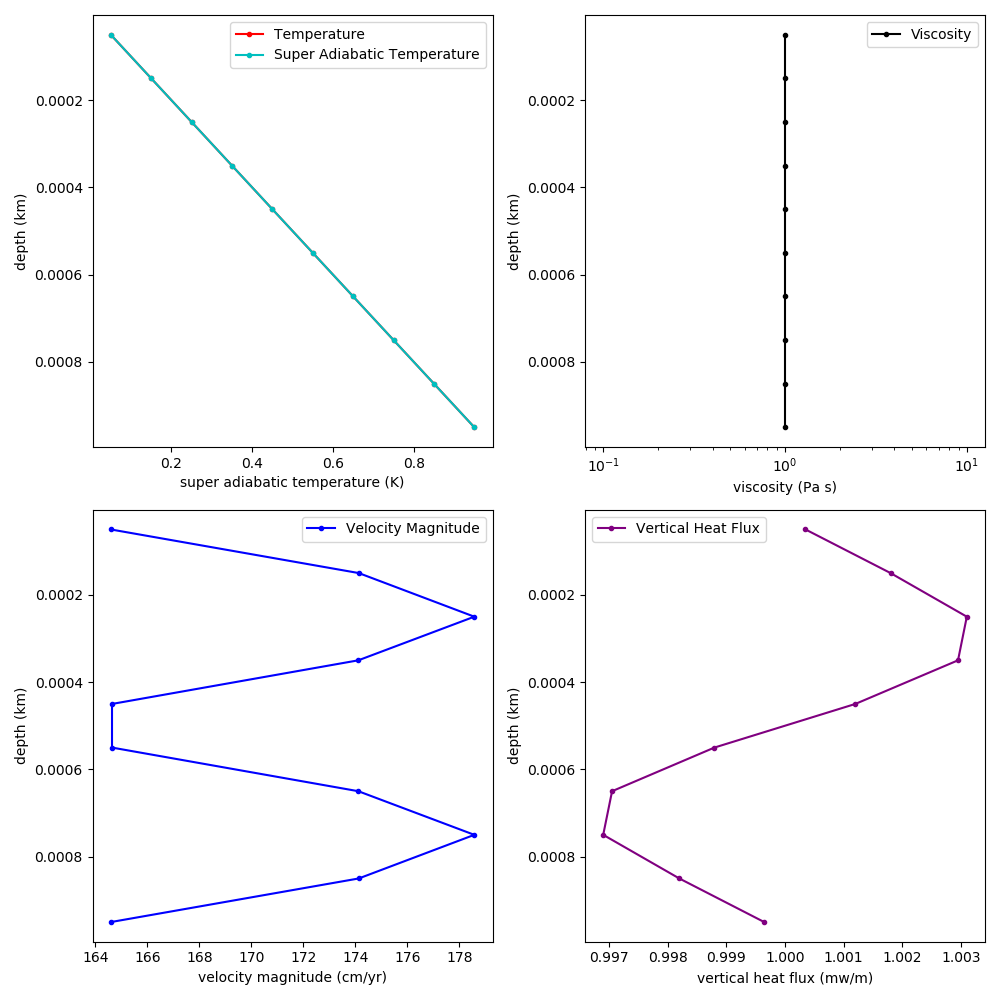 Temperature
Super Adiabatic Temperature
0.0002
0.0004
0.0006
0.0008
depth (km)
0.2 0.4 0.6 0.8
super adiabatic temperature (K)
Viscosity
0.0002
0.0004
0.0006
0.0008
depth (km)
10⁻¹ 10⁰ 10¹
viscosity (Pa s)
Velocity Magnitude
0.0002
0.0004
0.0006
0.0008
depth (km)
164 166 168 170 172 174 176 178
velocity magnitude (cm/yr)
Vertical Heat Flux
0.0002
0.0004
0.0006
0.0008
depth (km)
0.997 0.998 0.999 1.000 1.001 1.002 1.003
vertical heat flux (mw/m)